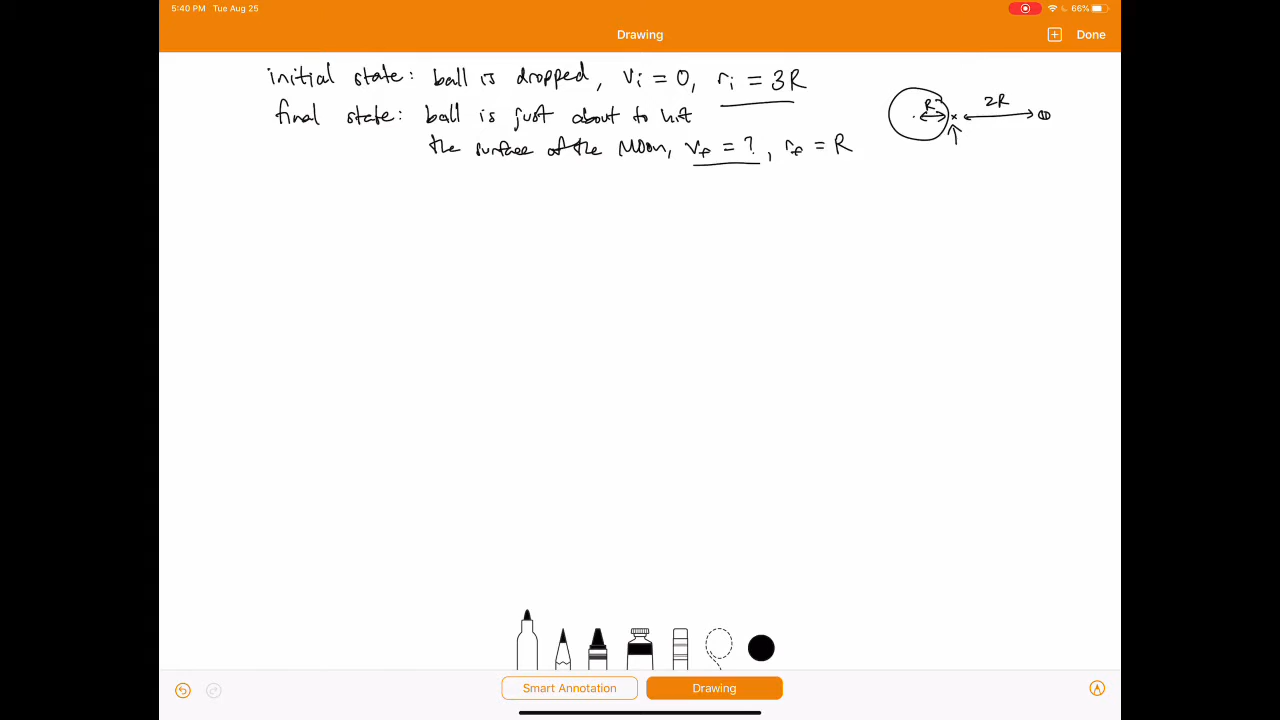 5:40 PM Tue Aug 25
66%
Drawing
Done
initial state: ball is dropped, vi = 0, ri = 3R
final state: ball is just about to hit
the surface of the Moon, vf = ?, rf = R
R
2R
Smart Annotation
Drawing